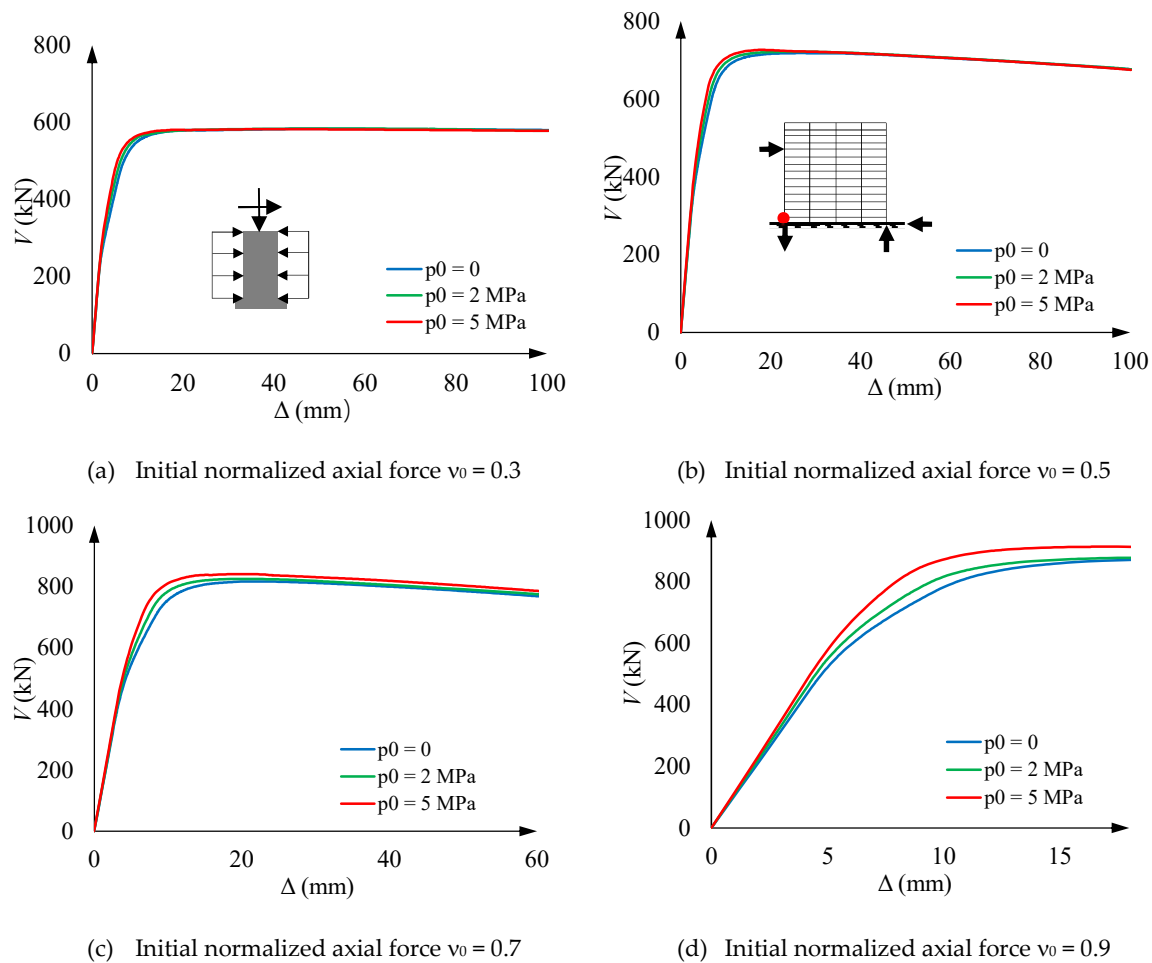 800
600
400
200
0
V (kN)
0 20 40 60 80 100
Δ (mm)
p0 = 0
p0 = 2 MPa
p0 = 5 MPa
(a) Initial normalized axial force ν0 = 0.3
800
600
400
200
0
V (kN)
0 20 40 60 80 100
Δ (mm)
p0 = 0
p0 = 2 MPa
p0 = 5 MPa
(b) Initial normalized axial force ν0 = 0.5
1000
800
600
400
200
0
V (kN)
0 20 40 60
Δ (mm)
p0 = 0
p0 = 2 MPa
p0 = 5 MPa
(c) Initial normalized axial force ν0 = 0.7
1000
800
600
400
200
0
V (kN)
0 5 10 15
Δ (mm)
p0 = 0
p0 = 2 MPa
p0 = 5 MPa
(d) Initial normalized axial force ν0 = 0.9